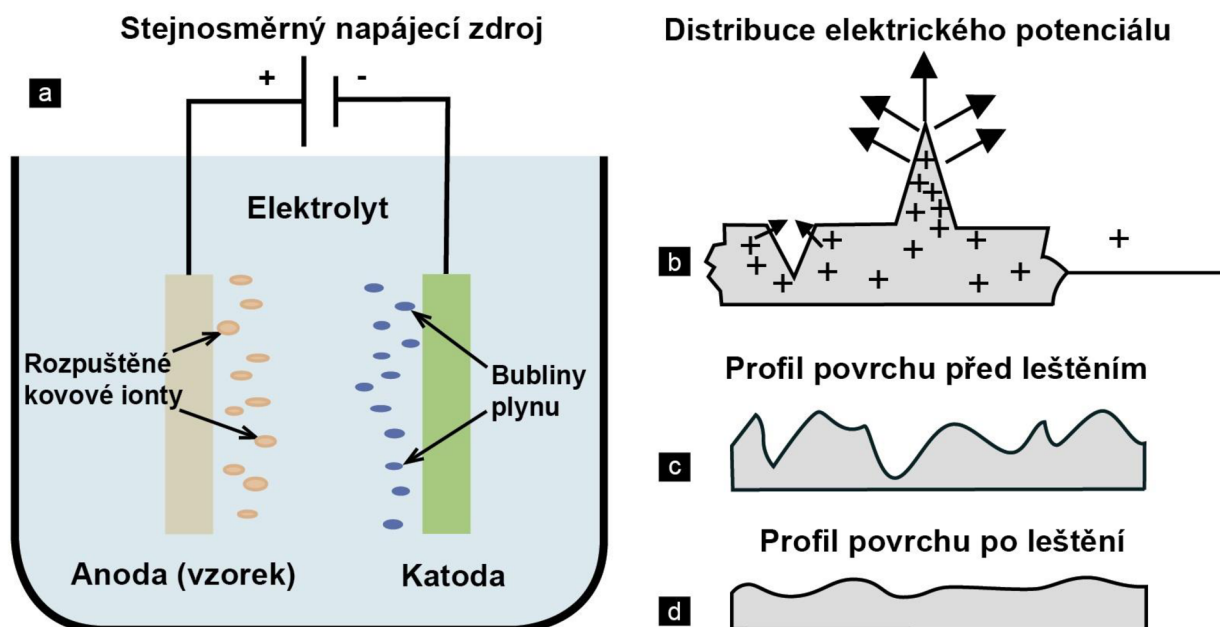 Stejnosměrný napájecí zdroj
+ -
a
Elektrolyt
Rozpuštěné
kovové ionty
Bubliny
plynu
Anoda (vzorek)
Katoda
Distribuce elektrického potenciálu
+ + + + + + + + + + + + + + + + + +
b
Profil povrchu před leštěním
c
Profil povrchu po leštění
d